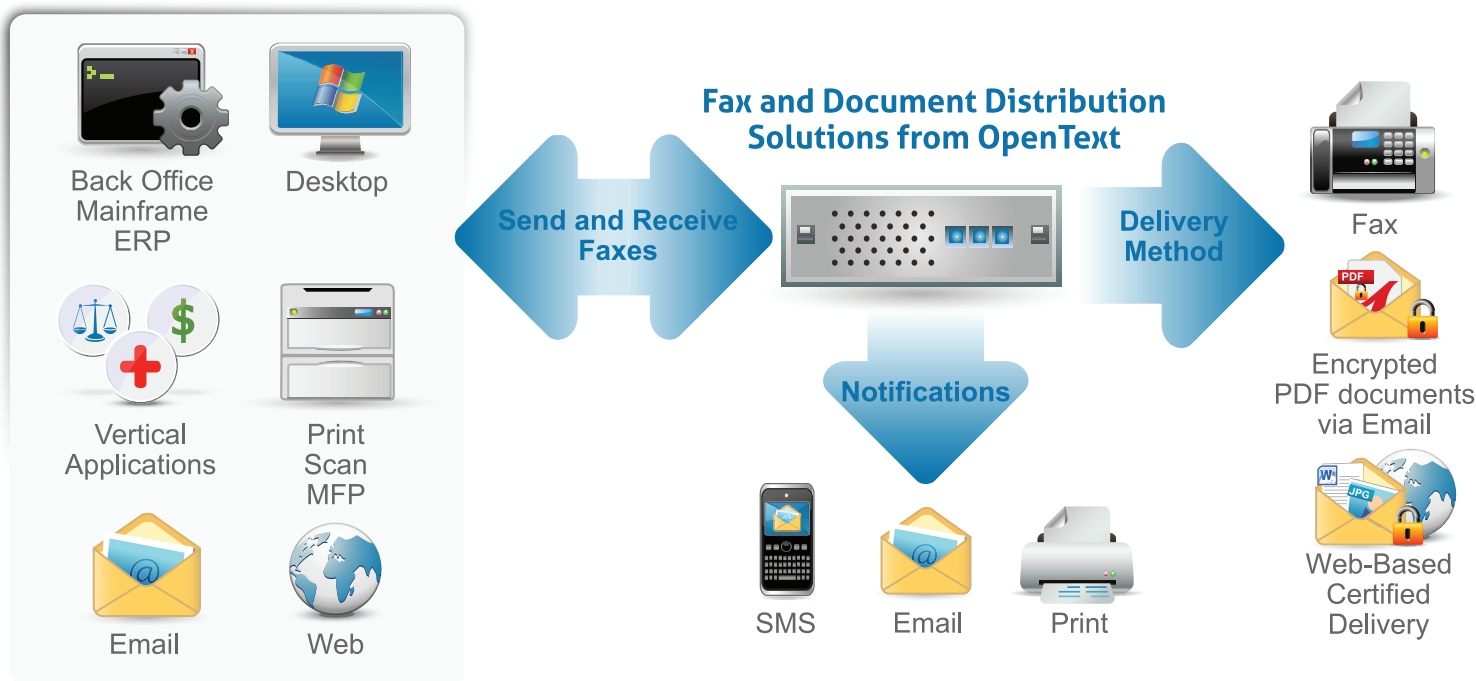 Fax and Document Distribution
Solutions from OpenText
Back Office
Mainframe
ERP
Desktop
Vertical
Applications
$
Print
Scan
MFP
@
Email
Web
Send and Receive
Faxes
Delivery
Method
Notifications
SMS
@
Email
Print
Fax
PDF
Encrypted
PDF documents
via Email
W
JPG
Web-Based
Certified
Delivery